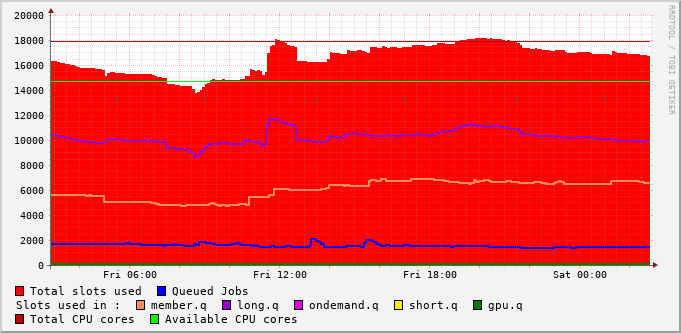 20000
18000
16000
14000
12000
10000
8000
6000
4000
2000
0
Fri 06:00 Fri 12:00 Fri 18:00 Sat 00:00
RRDTOOL / TOBI OETIKER
Total slots used Queued Jobs
Slots used in : member.q long.q ondemand.q short.q gpu.q
Total CPU cores Available CPU cores